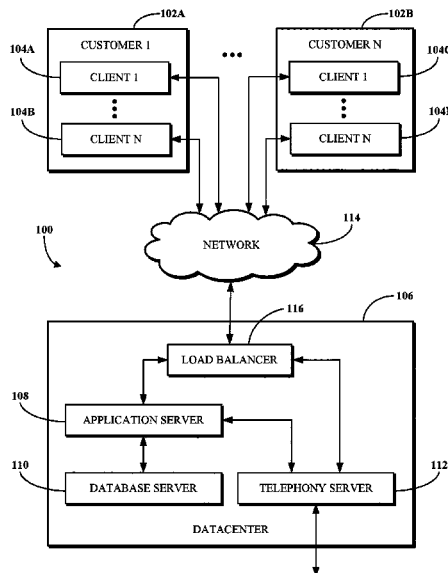 102A
102B
CUSTOMER 1
CUSTOMER N
104A
CLIENT 1
CLIENT 1
104B
CLIENT N
CLIENT N
NETWORK
114
100
116
106
LOAD BALANCER
108
APPLICATION SERVER
110
DATABASE SERVER
TELEPHONY SERVER
112
DATACENTER